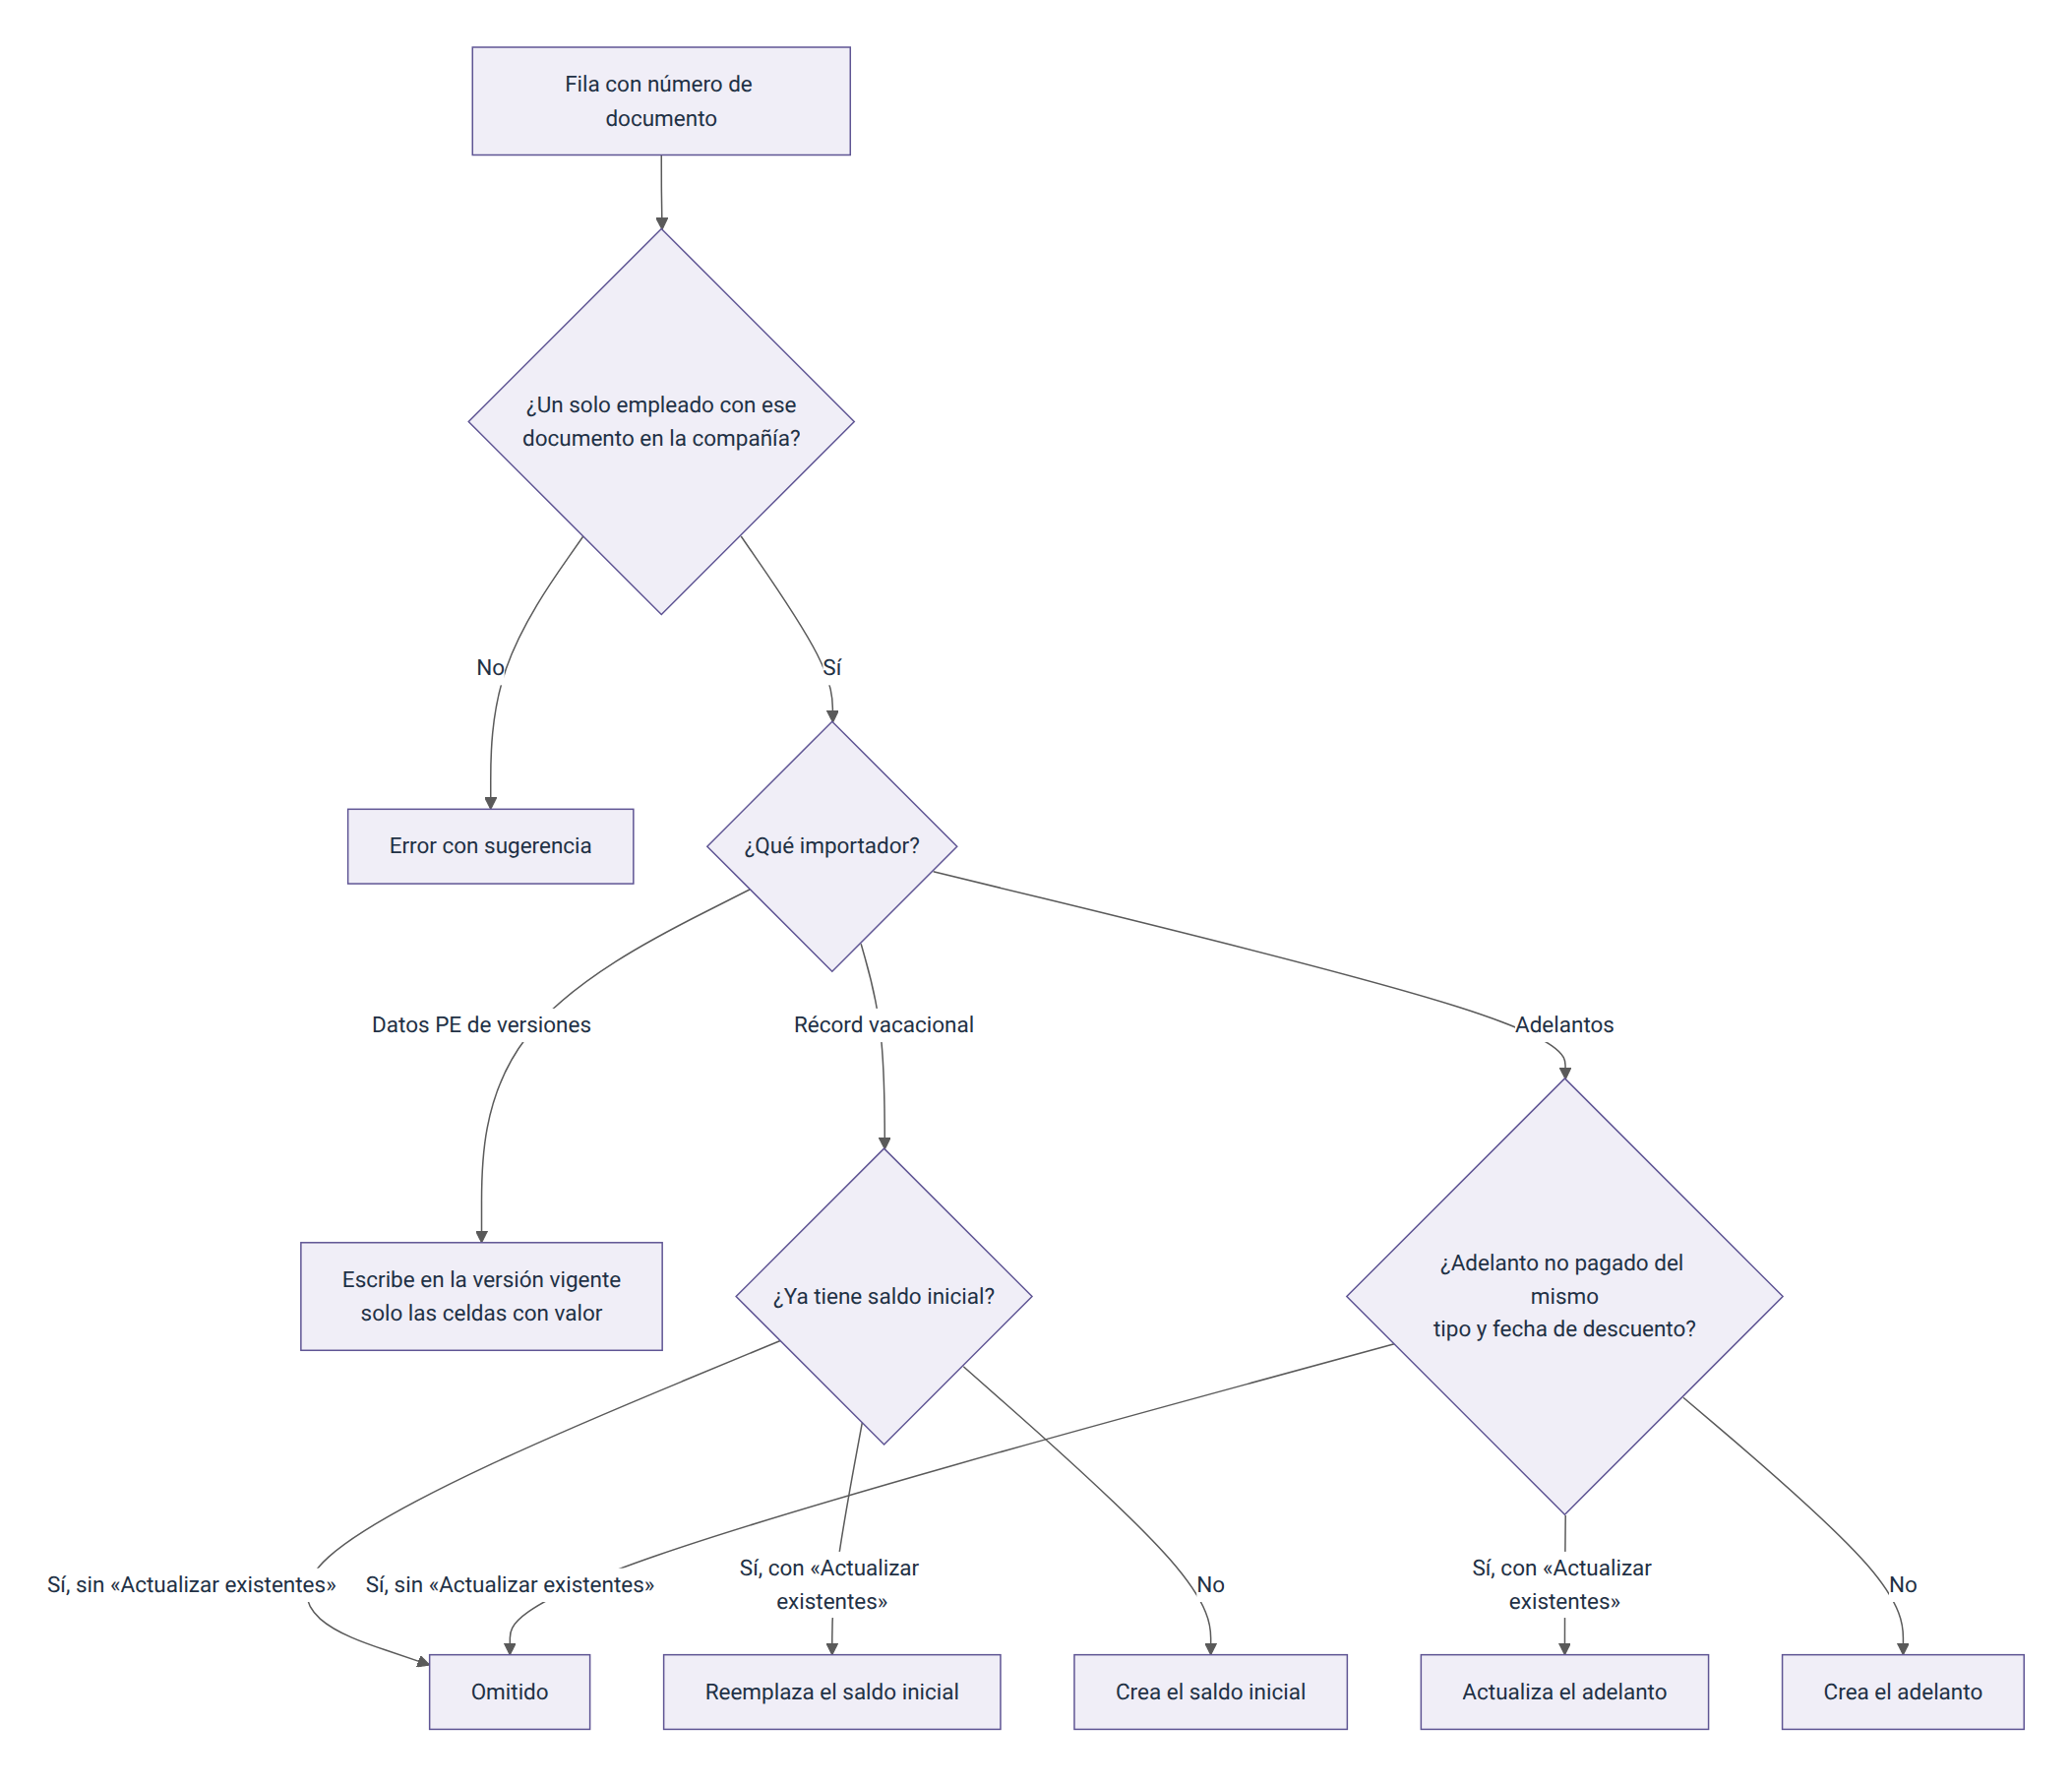 Fila con número de
documento
¿Un solo empleado con ese
documento en la compañía?
No
Sí
Error con sugerencia
¿Qué importador?
Datos PE de versiones
Récord vacacional
Adelantos
Escribe en la versión vigente
solo las celdas con valor
¿Ya tiene saldo inicial?
¿Adelanto no pagado del
mismo
tipo y fecha de descuento?
Sí, sin «Actualizar existentes»
Sí, sin «Actualizar existentes»
Sí, con «Actualizar
existentes»
No
Sí, con «Actualizar
existentes»
No
Omitido
Reemplaza el saldo inicial
Crea el saldo inicial
Actualiza el adelanto
Crea el adelanto